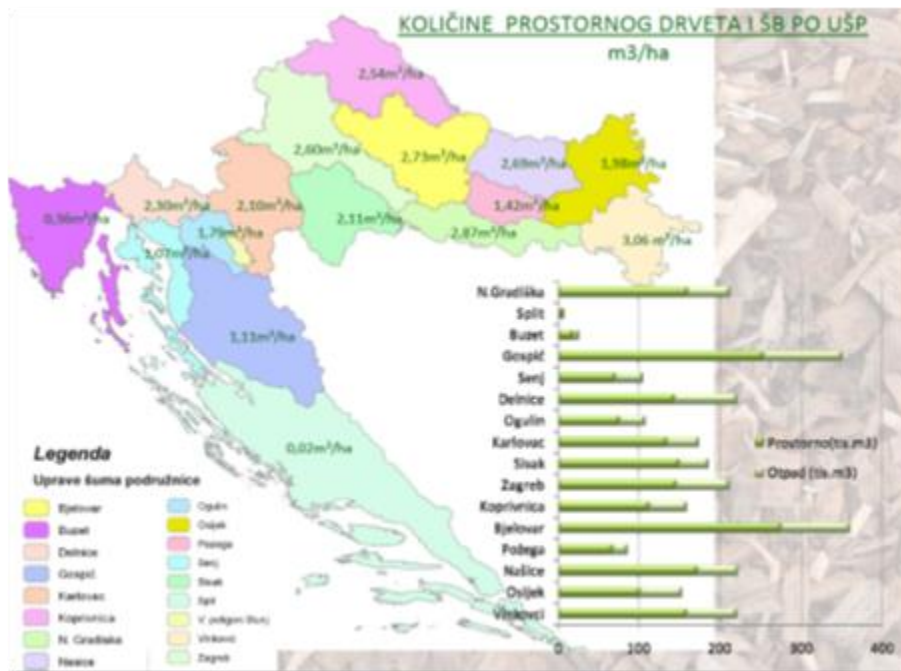 KOLIČINE PROSTORNOG DRVETA I ŠB PO UŠP
m3/ha
2,54m³/ha
2,60m³/ha
2,73m³/ha
2,69m³/ha
1,98m³/ha
0,36m³/ha
2,30m³/ha
2,10m³/ha
2,11m³/ha
1,42m³/ha
1,79m³/ha
2,87m³/ha
3,06 m³/ha
1,07m³/ha
1,11m³/ha
0,02m³/ha
N.Gradiška
Split
Buzet
Gospić
Senj
Delnice
Ogulin
Karlovac
Sisak
Zagreb
Koprivnica
Bjelovar
Požega
Našice
Osijek
Vinkovci
0 100 200 300 400
Prostorno(tis.m3)
Otpad (tis.m3)
Legenda
Uprave šuma podružnice
Bjelovar
Buzet
Delnice
Gospić
Karlovac
Koprivnica
N. Gradiska
Nasice
Ogulin
Osijek
Pozega
Senj
Sisak
Split
Vinkovci
Zagreb